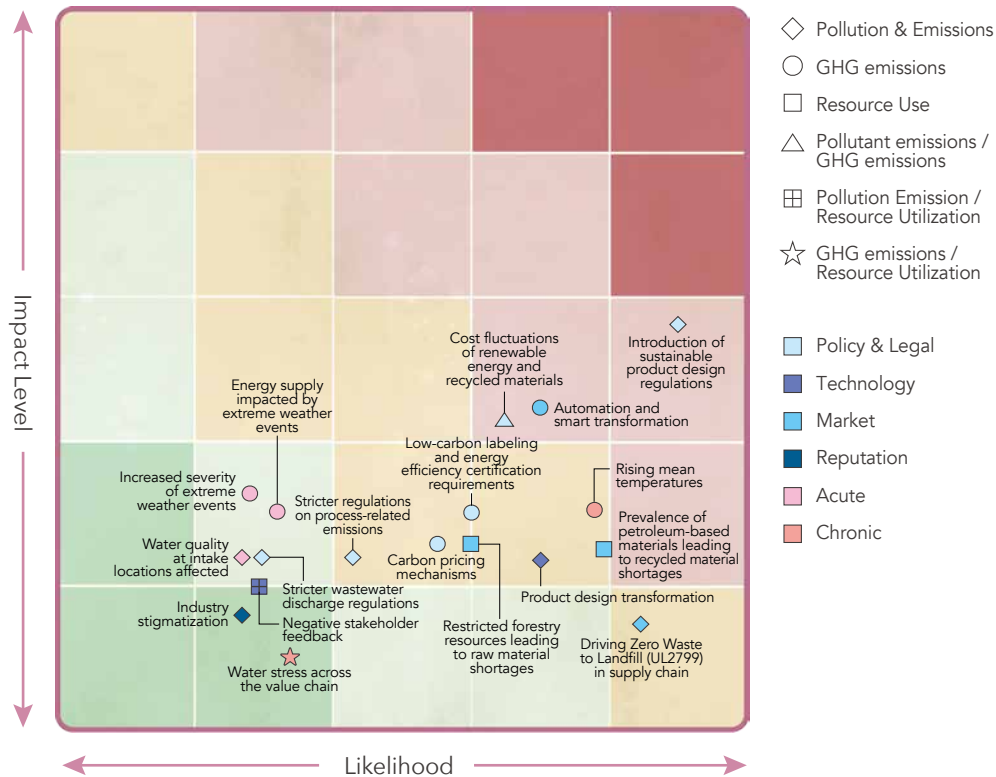 Impact Level
Likelihood
Cost fluctuations
of renewable
energy and
recycled materials
Introduction of
sustainable
product design
regulations
Energy supply
impacted by
extreme weather
events
Automation and
smart transformation
Low-carbon labeling
and energy
efficiency certification
requirements
Increased severity
of extreme
weather events
Stricter regulations
on process-related
emissions
Rising mean
temperatures
Prevalence of
petroleum-based
materials leading
to recycled material
shortages
Water quality
at intake
locations affected
Carbon pricing
mechanisms
Stricter wastewater
discharge regulations
Product design transformation
Industry
stigmatization
Negative stakeholder
feedback
Restricted forestry
resources leading
to raw material
shortages
Driving Zero Waste
to Landfill (UL2799)
in supply chain
Water stress across
the value chain
Pollution & Emissions
GHG emissions
Resource Use
Pollutant emissions /
GHG emissions
Pollution Emission /
Resource Utilization
GHG emissions /
Resource Utilization
Policy & Legal
Technology
Market
Reputation
Acute
Chronic